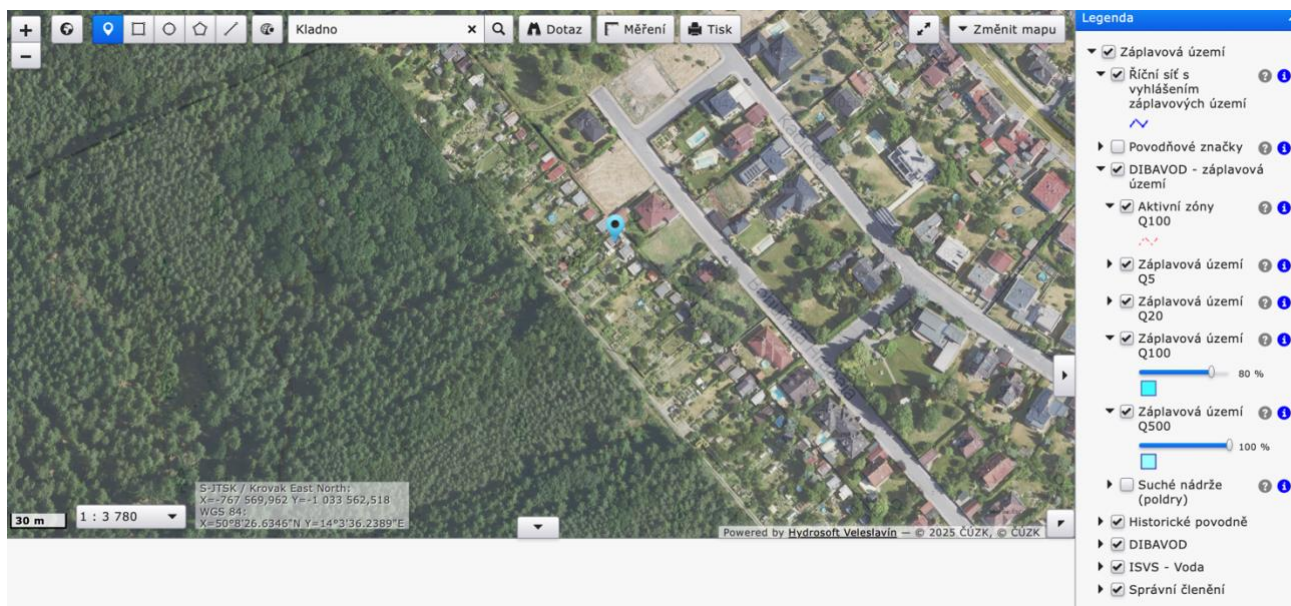 Kladno
Dotaz
Měření
Tisk
Změnit mapu
S-JTSK / Krovak East North:
X=-767 569,962 Y=-1 033 562,518
WGS 84:
X=50°8'26.6346"N Y=14°3'36.2389"E
30 m
1 : 3 780
Powered by Hydrosoft Veleslavín — © 2025 ČÚZK, © ČÚZK
Legenda
Záplavová území
Říční síť s
vyhlášením
záplavových území
Povodňové značky
DIBAVOD - záplavová
území
Aktivní zóny
Q100
Záplavová území
Q5
Záplavová území
Q20
Záplavová území
Q100
80 %
Záplavová území
Q500
100 %
Suché nádrže
(poldry)
Historické povodně
DIBAVOD
ISVS - Voda
Správní členění